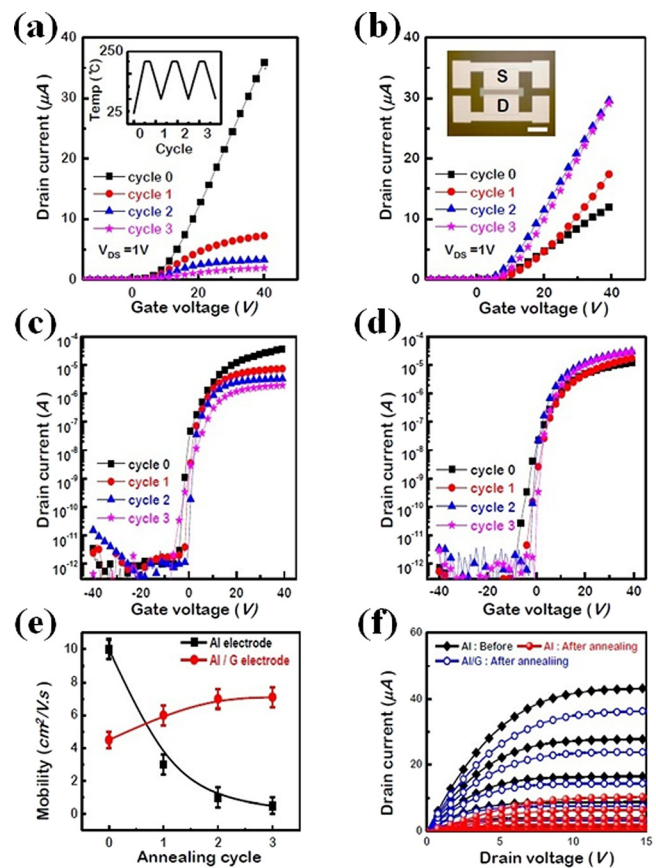 (a)
(b)
40
30
20
10
0
Drain current (μA)
250
25
Temp (℃)
0 1 2 3
Cycle
cycle 0
cycle 1
cycle 2
cycle 3
V_DS =1V
0 20 40
Gate voltage (V)
40
30
20
10
0
Drain current (μA)
S
D
cycle 0
cycle 1
cycle 2
cycle 3
V_DS =1V
0 20 40
Gate voltage (V)
(c)
(d)
10⁻⁴
10⁻⁵
10⁻⁶
10⁻⁷
10⁻⁸
10⁻⁹
10⁻¹⁰
10⁻¹¹
10⁻¹²
Drain current (A)
cycle 0
cycle 1
cycle 2
cycle 3
-40 -20 0 20 40
Gate voltage (V)
10⁻⁴
10⁻⁵
10⁻⁶
10⁻⁷
10⁻⁸
10⁻⁹
10⁻¹⁰
10⁻¹¹
10⁻¹²
Drain current (A)
cycle 0
cycle 1
cycle 2
cycle 3
-40 -20 0 20 40
Gate voltage (V)
(e)
(f)
10
8
6
4
2
0
Mobility (cm²/V.s)
Al electrode
Al / G electrode
0 1 2 3
Annealing cycle
60
40
20
0
Drain current (μA)
Al : Before
Al : After annealing
Al/G : After annealiing
0 5 10 15
Drain voltage (V)